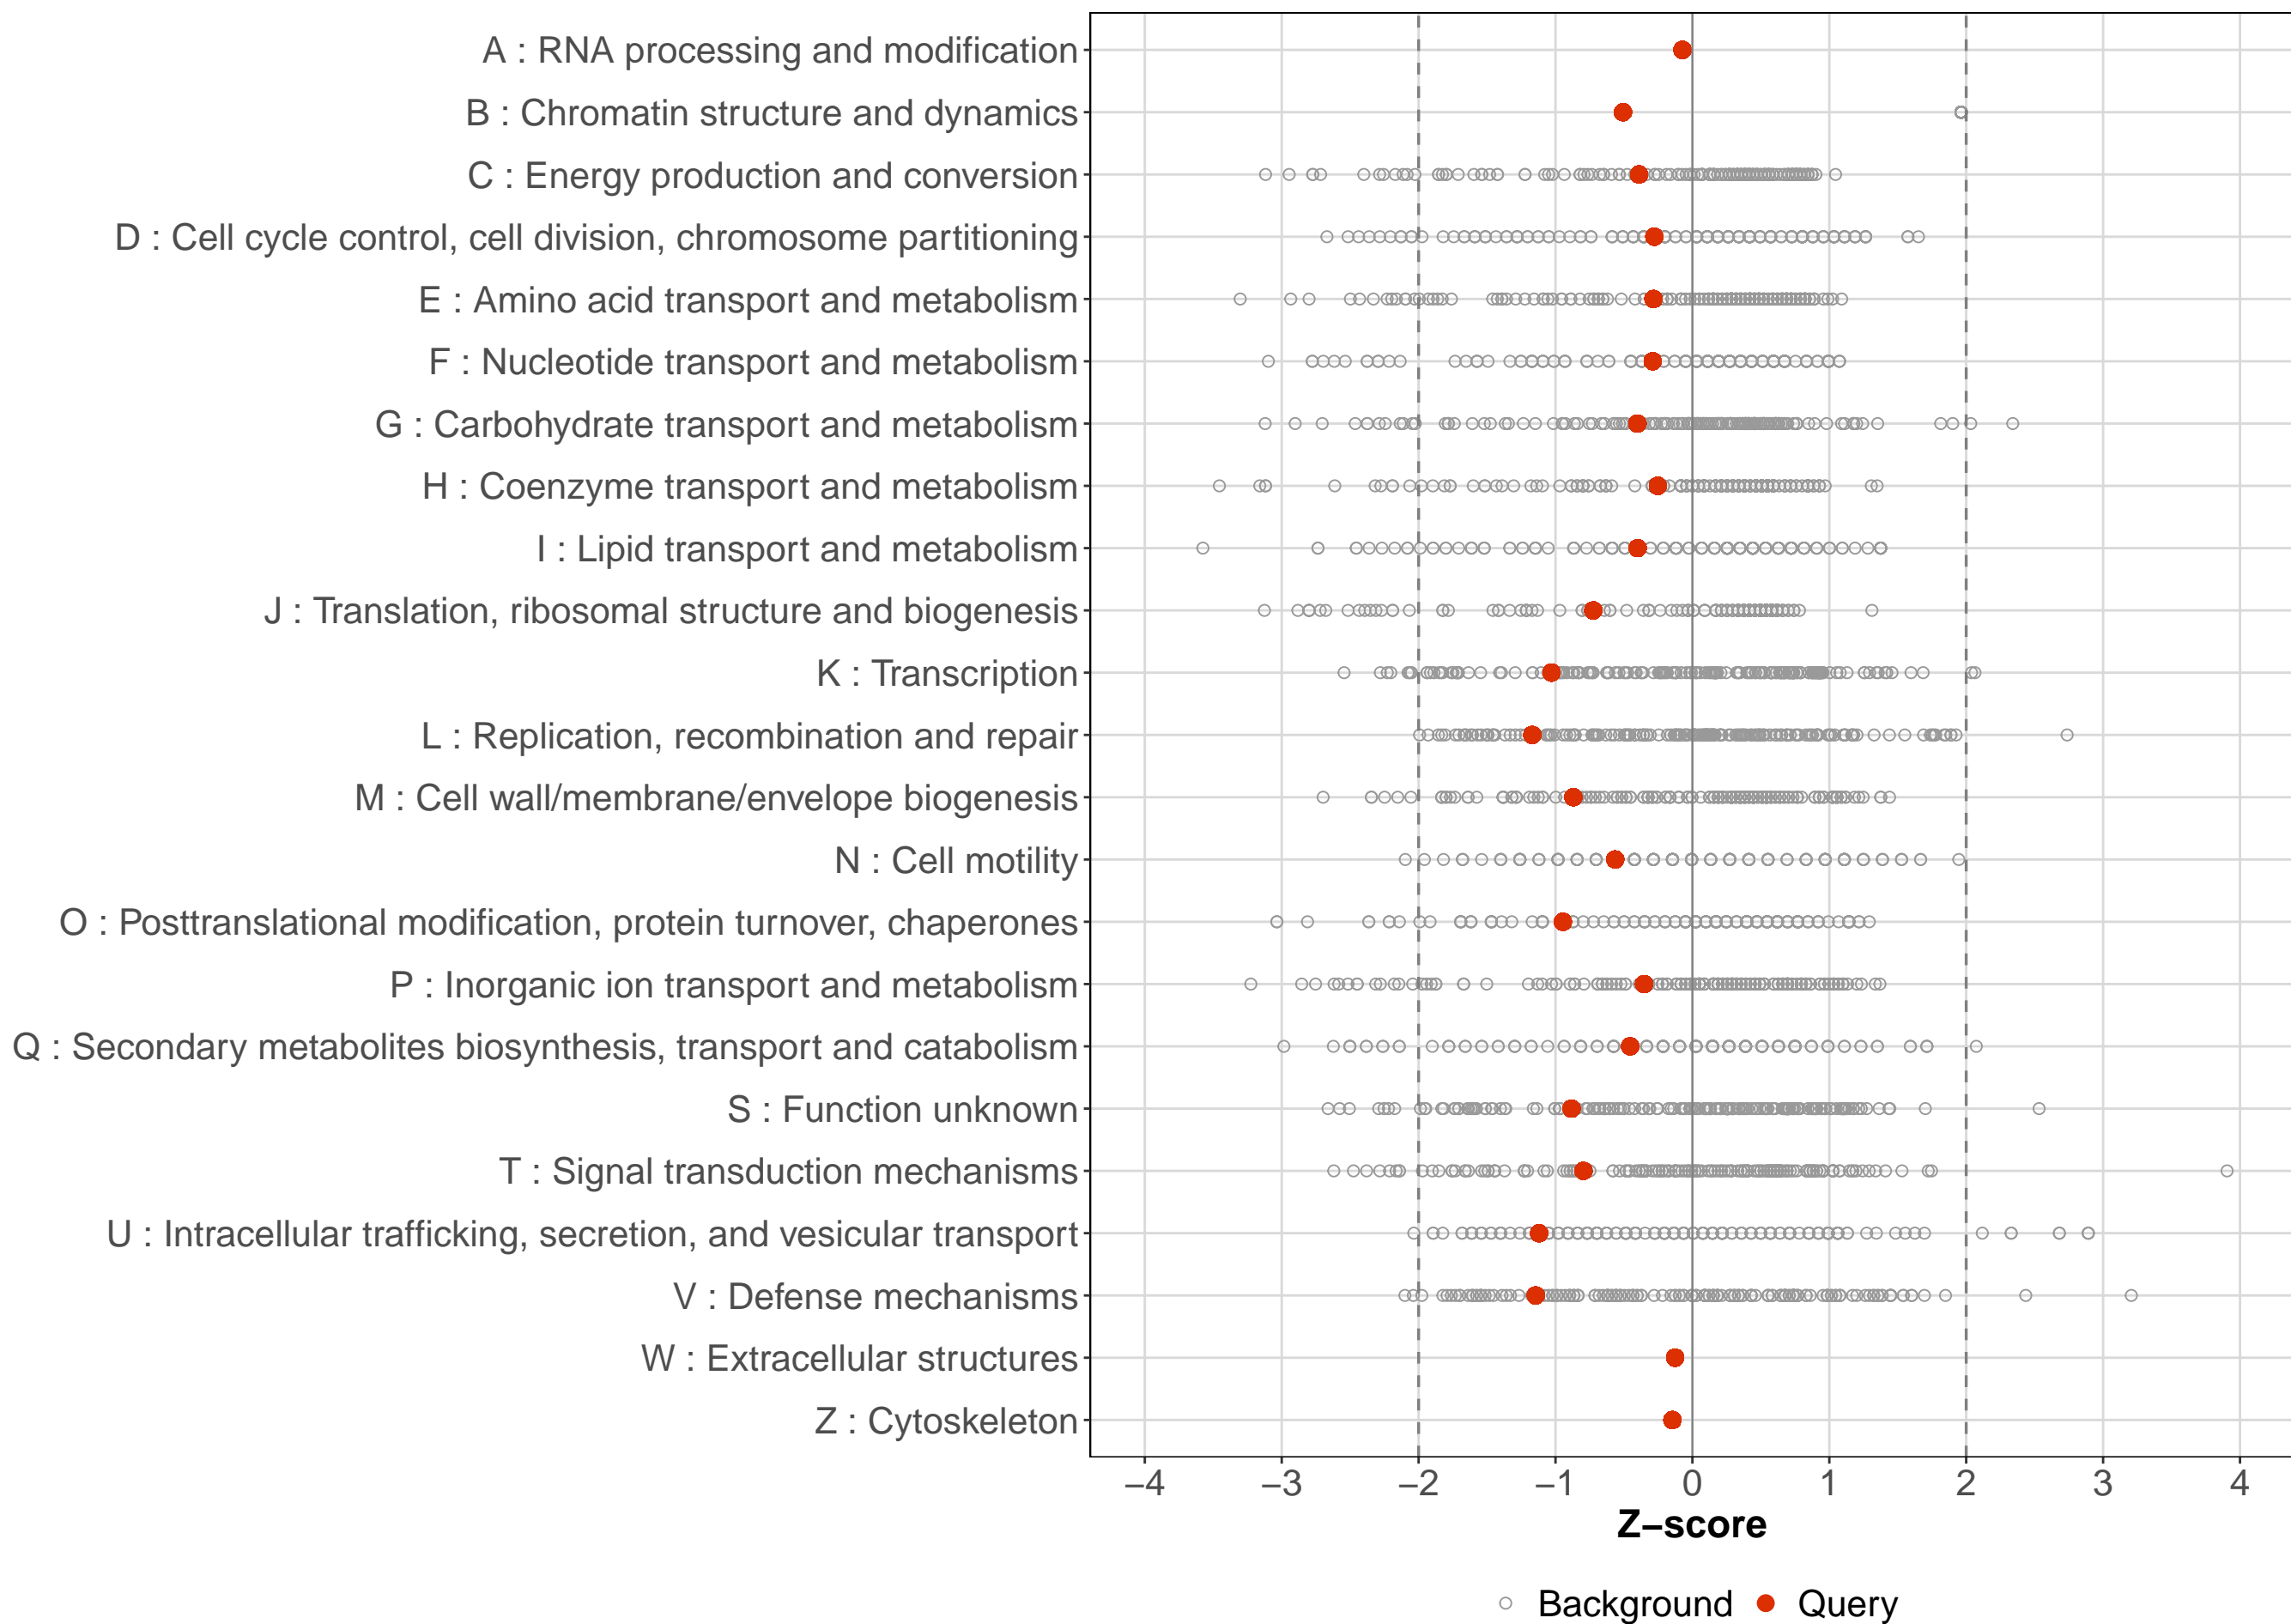 A : RNA processing and modification
B : Chromatin structure and dynamics
C : Energy production and conversion
D : Cell cycle control, cell division, chromosome partitioning
E : Amino acid transport and metabolism
F : Nucleotide transport and metabolism
G : Carbohydrate transport and metabolism
H : Coenzyme transport and metabolism
I : Lipid transport and metabolism
J : Translation, ribosomal structure and biogenesis
K : Transcription
L : Replication, recombination and repair
M : Cell wall/membrane/envelope biogenesis
N : Cell motility
O : Posttranslational modification, protein turnover, chaperones
P : Inorganic ion transport and metabolism
Q : Secondary metabolites biosynthesis, transport and catabolism
S : Function unknown
T : Signal transduction mechanisms
U : Intracellular trafficking, secretion, and vesicular transport
V : Defense mechanisms
W : Extracellular structures
Z : Cytoskeleton
−4 −3 −2 −1 0 1 2 3 4
Z−score
Background Query